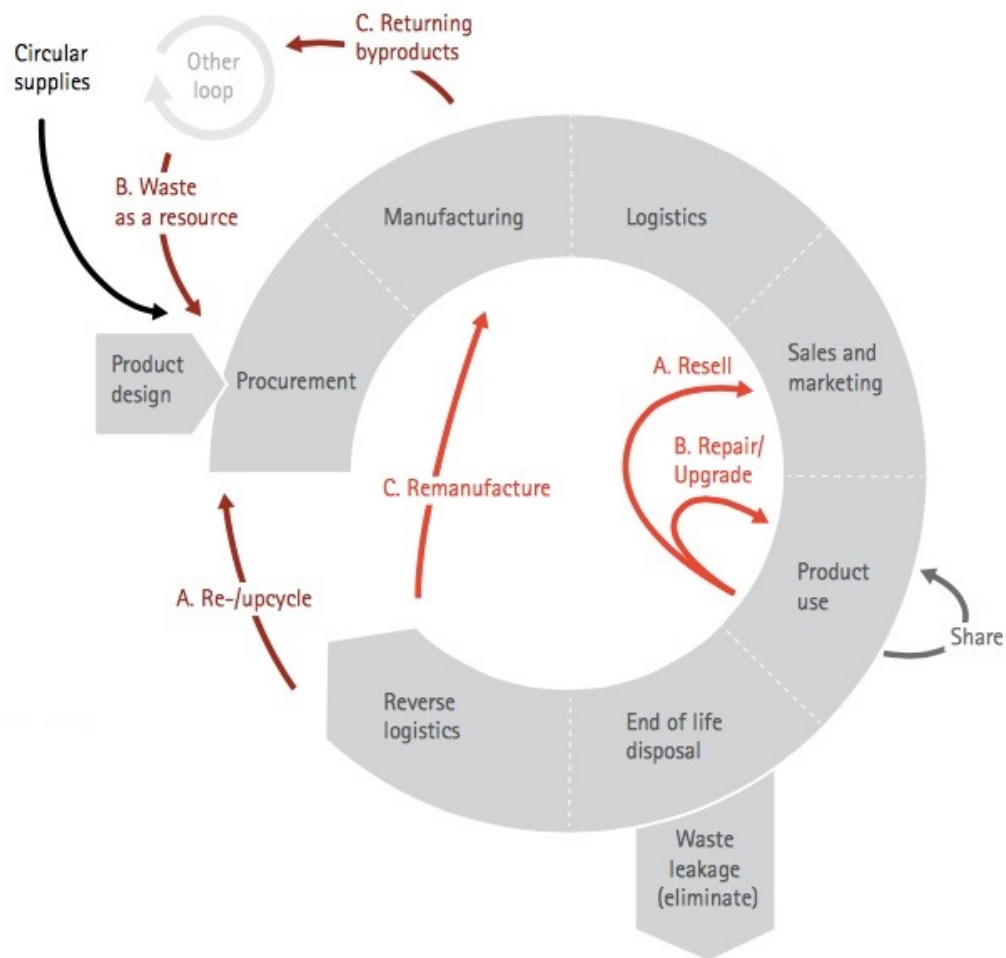 C. Returning
byproducts
Circular
supplies
Other
loop
B. Waste
as a resource
Manufacturing
Logistics
Product
design
Procurement
Sales and
marketing
A. Resell
B. Repair/
Upgrade
C. Remanufacture
A. Re-/upcycle
Product
use
Share
Reverse
logistics
End of life
disposal
Waste
leakage
(eliminate)